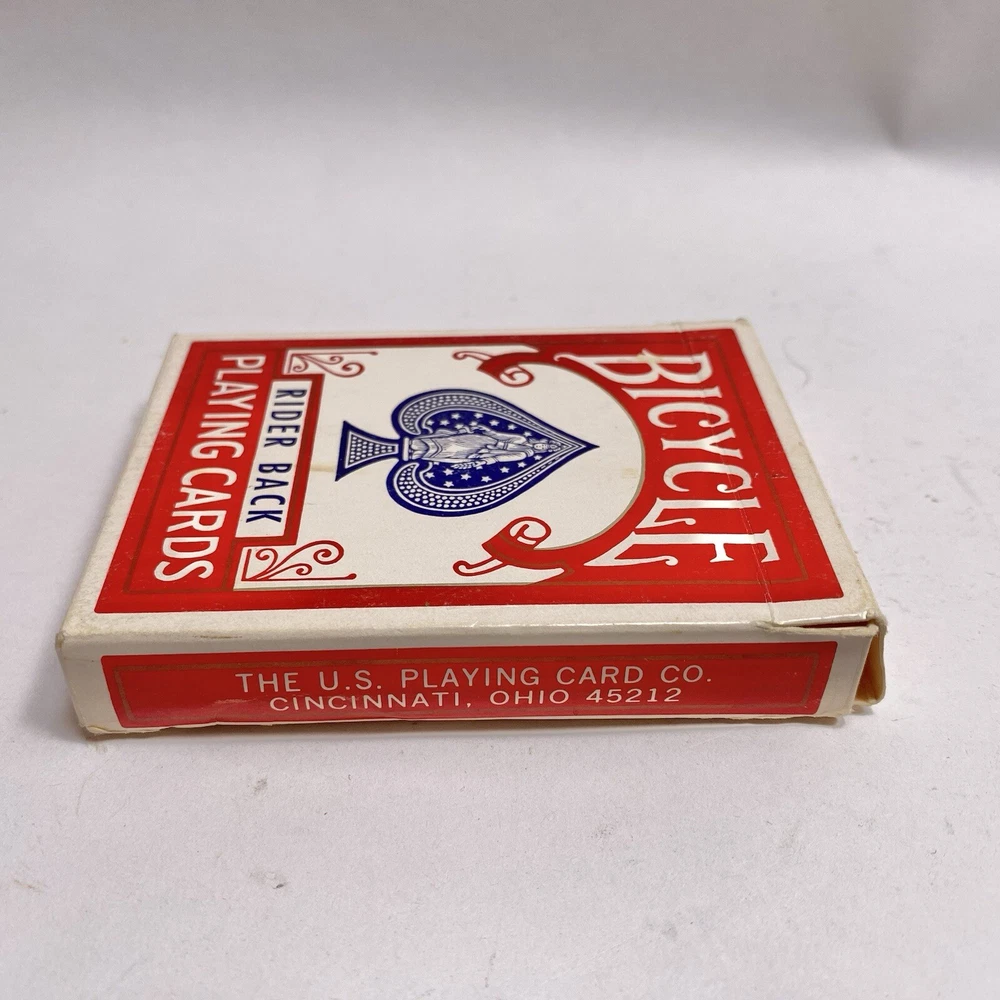 BICYCLE
RIDER BACK
PLAYING CARDS
THE U.S. PLAYING CARD CO.
CINCINNATI, OHIO 45212